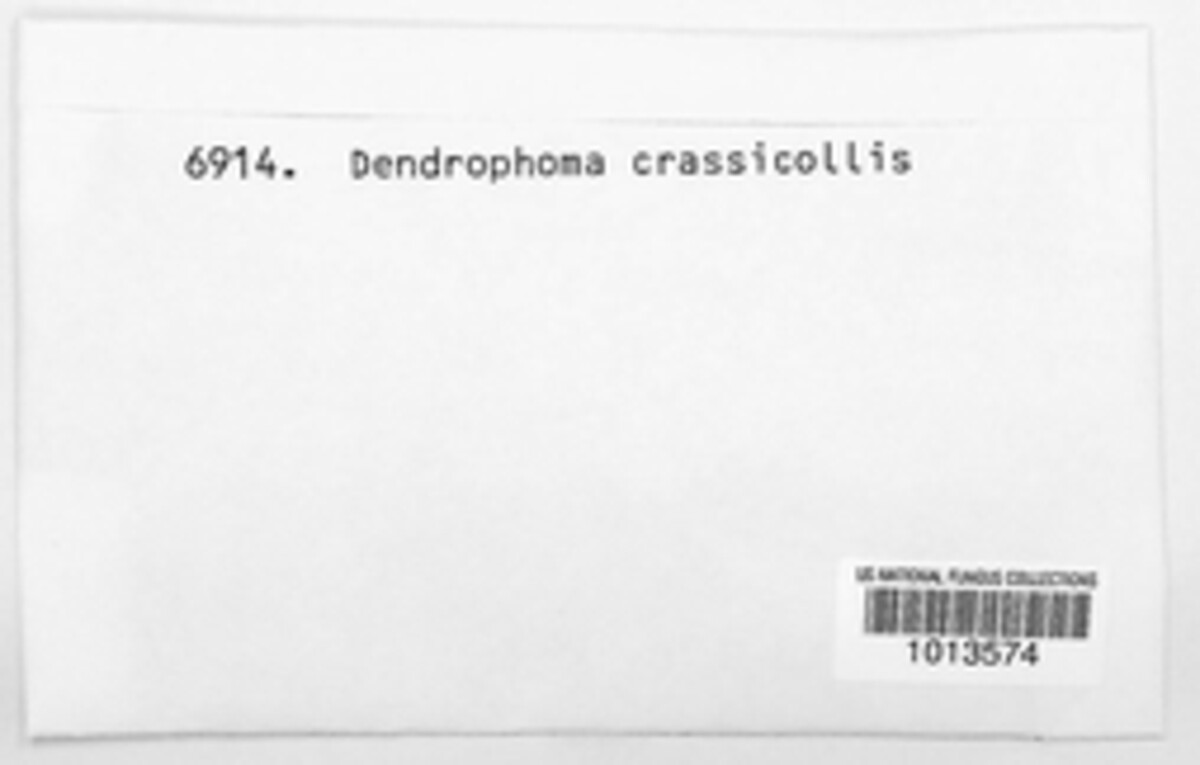 6914. Dendrophoma crassicollis
US NATIONAL FUNGUS COLLECTIONS
1013574